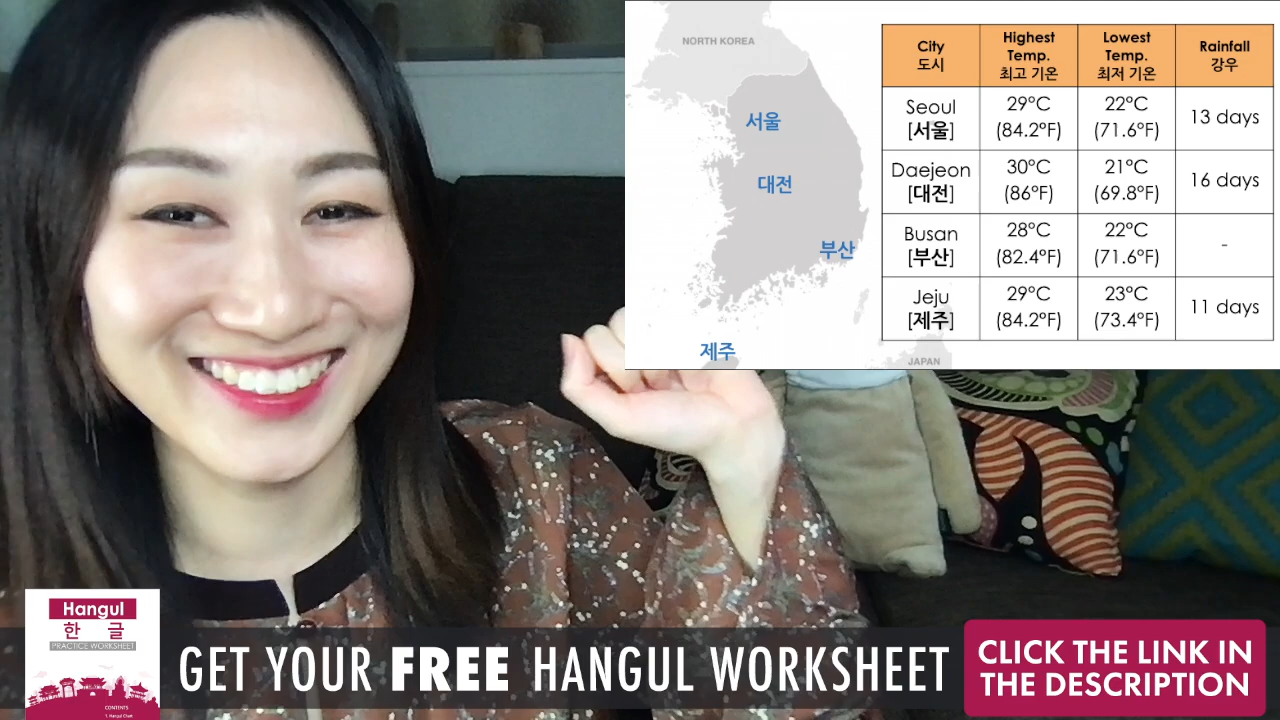 NORTH KOREA
서울
대전
부산
제주
JAPAN
City
도시
Highest
Temp.
최고 기온
Lowest
Temp.
최저 기온
Rainfall
강우
Seoul
[서울]
29°C
(84.2°F)
22°C
(71.6°F)
13 days
Daejeon
[대전]
30°C
(86°F)
21°C
(69.8°F)
16 days
Busan
[부산]
28°C
(82.4°F)
22°C
(71.6°F)
-
Jeju
[제주]
29°C
(84.2°F)
23°C
(73.4°F)
11 days
Hangul
한 글
PRACTICE WORKSHEET
CONTENTS
1. Hangul Chart
GET YOUR FREE HANGUL WORKSHEET
CLICK THE LINK IN
THE DESCRIPTION